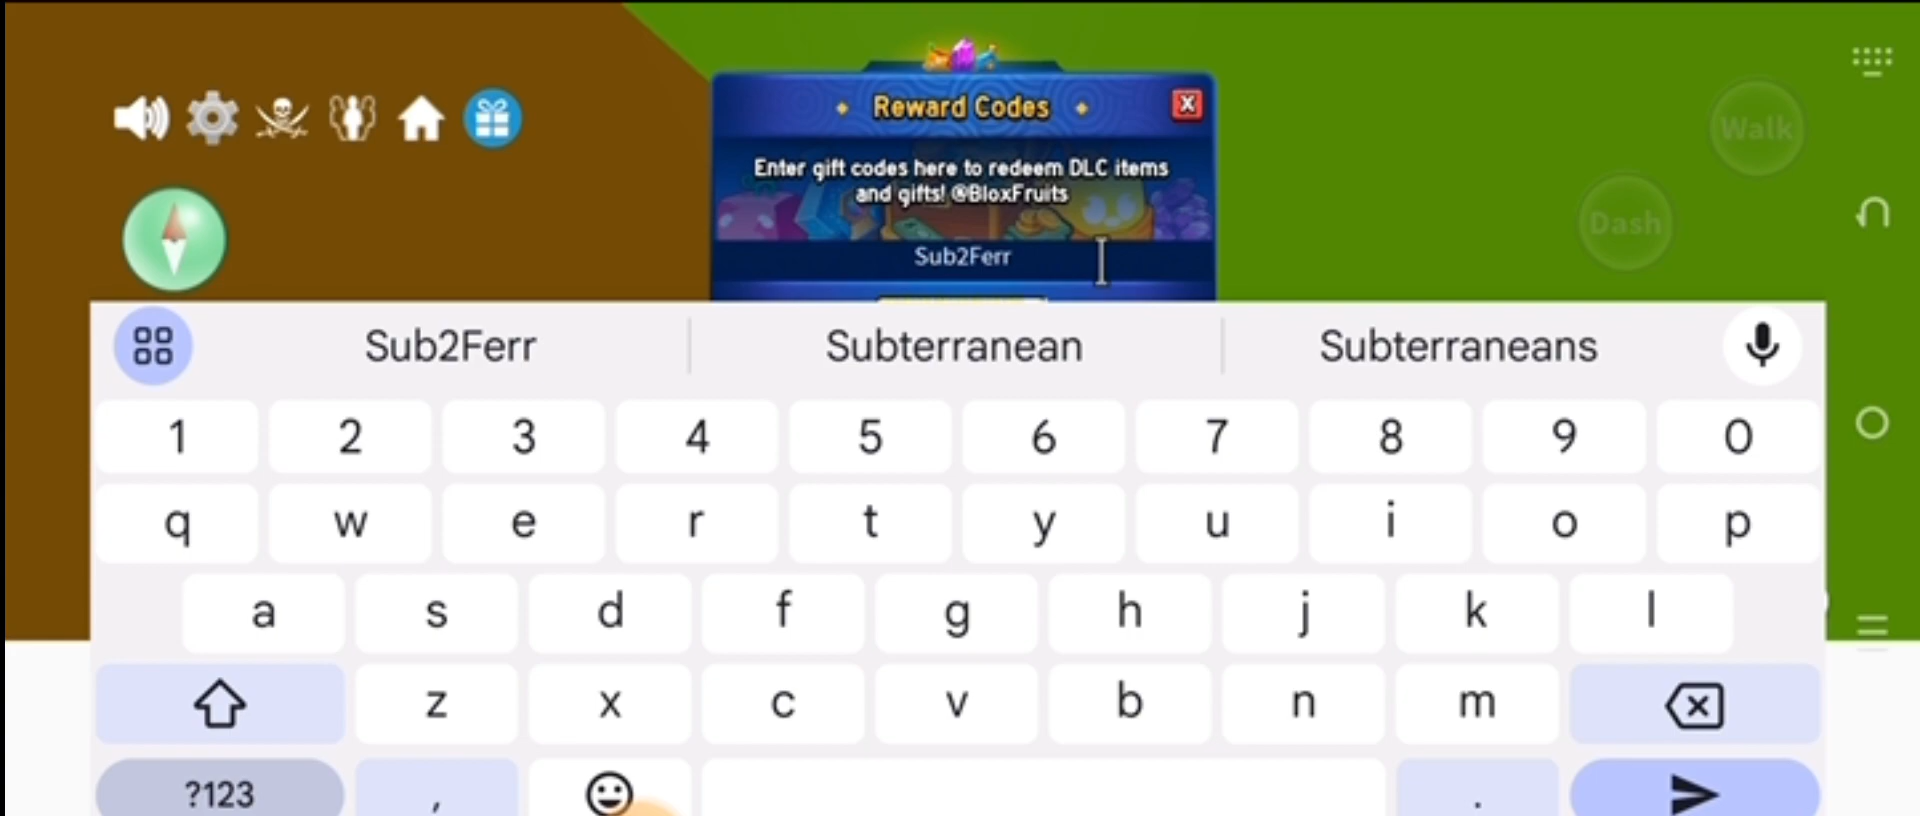 Reward Codes
X
Enter gift codes here to redeem DLC items
and gifts! @BloxFruits
Sub2Ferr
Walk
Dash
Sub2Ferr Subterranean Subterraneans
1 2 3 4 5 6 7 8 9 0
q w e r t y u i o p
a s d f g h j k l
z x c v b n m
?123 , .